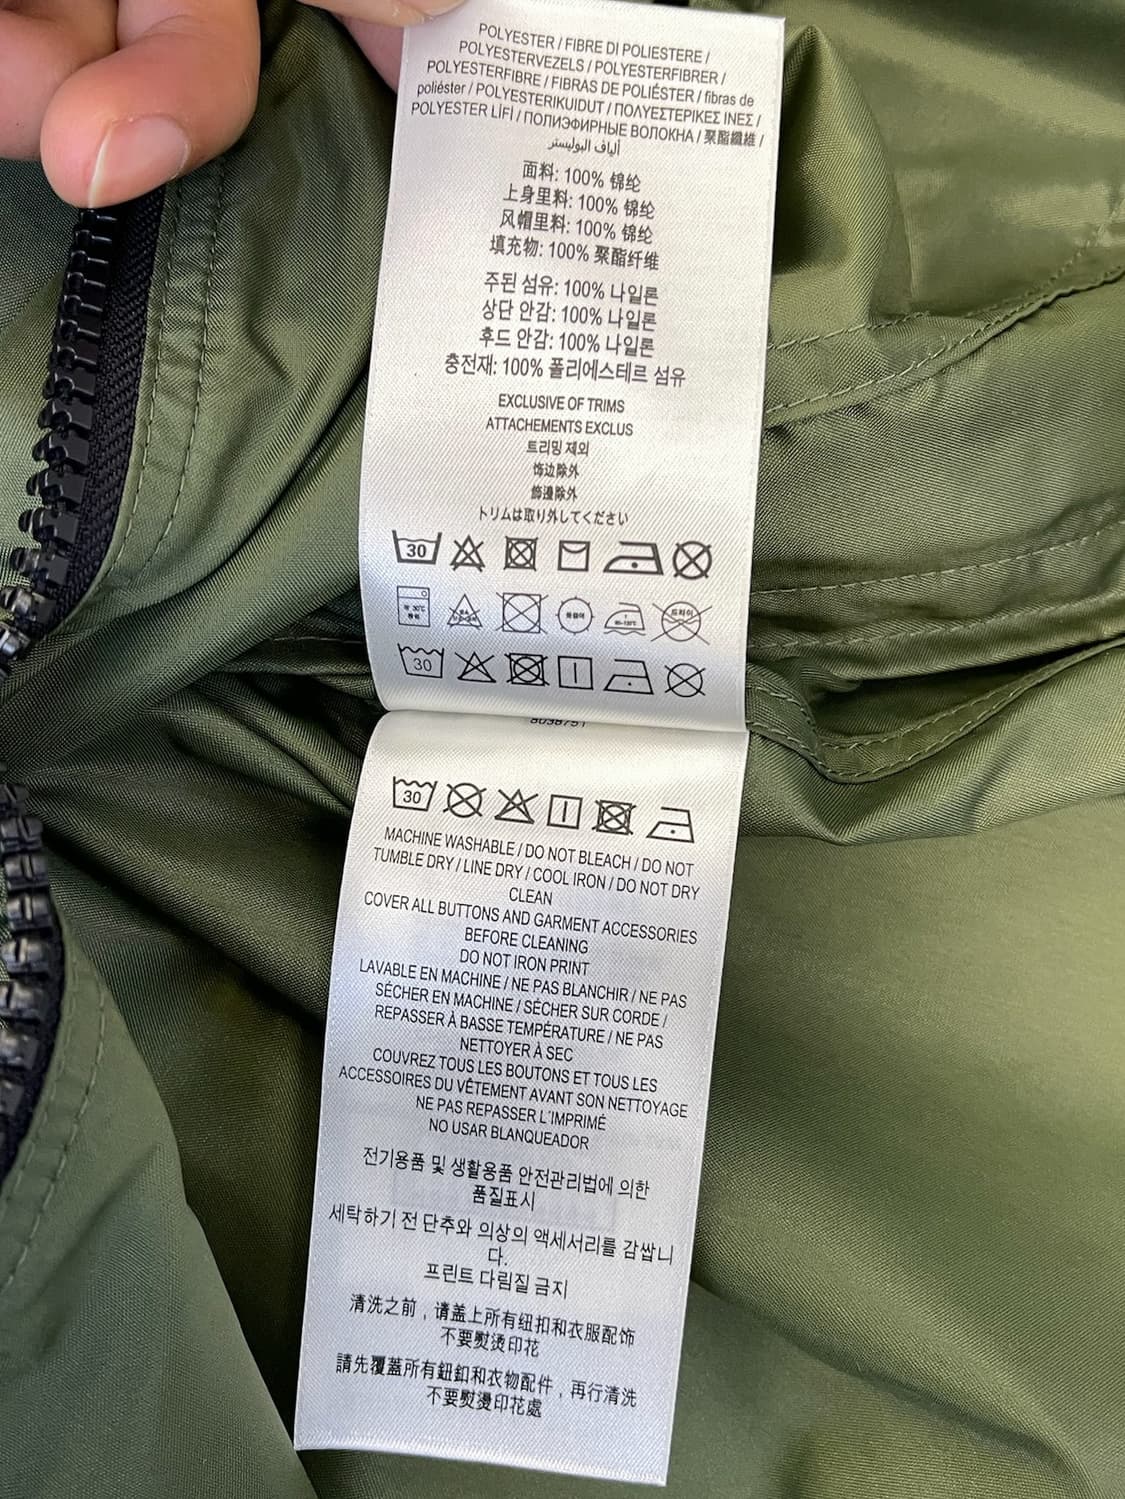 POLYESTER / FIBRE DI POLIESTERE /
POLYESTERVEZELS / POLYESTERFIBRER /
POLYESTERFIBRE / FIBRAS DE POLIÉSTER / fibras de
poliéster / POLYESTERIKUIDUT / ΠΟΛΥΕΣΤΕΡΙΚΕΣ ΙΝΕΣ /
POLYESTER LİFİ / ПОЛИЭФИРНЫЕ ВОЛОКНА / 聚酯纖維 /
ألياف البوليستر
面料: 100% 锦纶
上身里料: 100% 锦纶
风帽里料: 100% 锦纶
填充物: 100% 聚酯纤维
주된 섬유: 100% 나일론
상단 안감: 100% 나일론
후드 안감: 100% 나일론
충전재: 100% 폴리에스테르 섬유
EXCLUSIVE OF TRIMS
ATTACHEMENTS EXCLUS
트리밍 제외
饰边除外
飾邊除外
トリムは取り外してください
30
30
MACHINE WASHABLE / DO NOT BLEACH / DO NOT
TUMBLE DRY / LINE DRY / COOL IRON / DO NOT DRY
CLEAN
COVER ALL BUTTONS AND GARMENT ACCESSORIES
BEFORE CLEANING
DO NOT IRON PRINT
LAVABLE EN MACHINE / NE PAS BLANCHIR / NE PAS
SÉCHER EN MACHINE / SÉCHER SUR CORDE /
REPASSER À BASSE TEMPÉRATURE / NE PAS
NETTOYER À SEC
COUVREZ TOUS LES BOUTONS ET TOUS LES
ACCESSOIRES DU VÊTEMENT AVANT SON NETTOYAGE
NE PAS REPASSER L'IMPRIMÉ
NO USAR BLANQUEADOR
전기용품 및 생활용품 안전관리법에 의한
품질표시
세탁하기 전 단추와 의상의 액세서리를 감쌉니
다.
프린트 다림질 금지
清洗之前，请盖上所有纽扣和衣服配饰
不要熨烫印花
請先覆蓋所有鈕釦和衣物配件，再行清洗
不要熨燙印花處